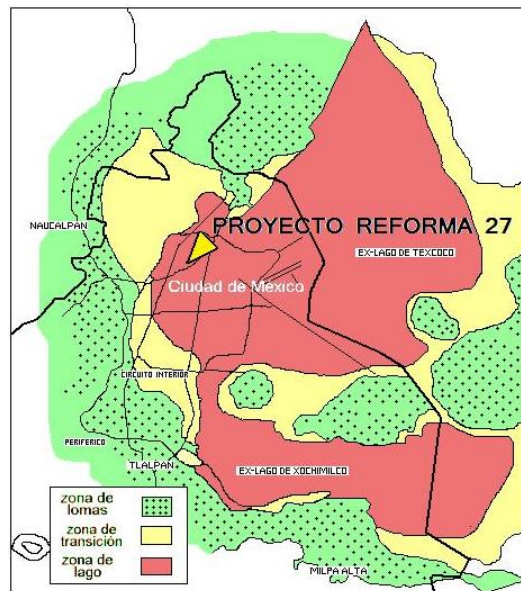 NAUCALPAN
PROYECTO REFORMA 27
EX-LAGO DE TEXCOCO
Ciudad de México
CIRCUITO INTERIOR
PERIFERICO
TLALPAN
EX-LAGO DE XOCHIMILCO
MILPA ALTA
zona de
lomas
zona de
transición
zona de
lago